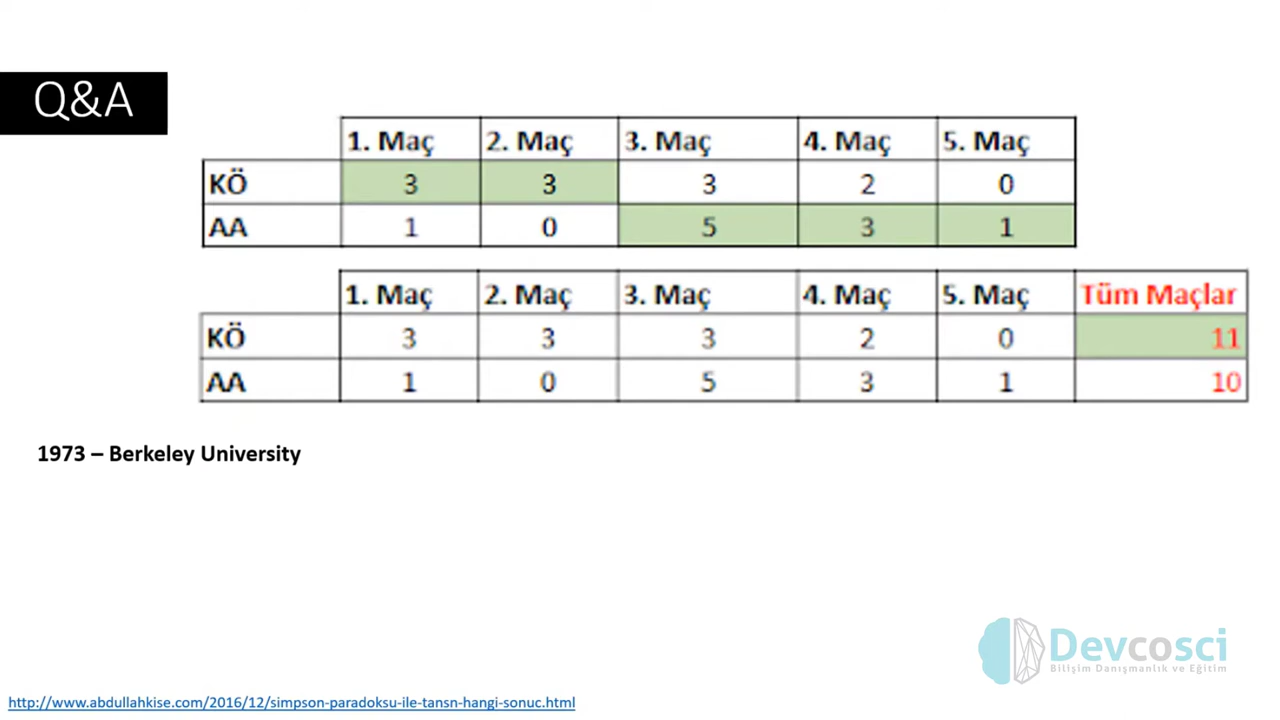 Q&A
1. Maç 2. Maç 3. Maç 4. Maç 5. Maç
KÖ 3 3 3 2 0
AA 1 0 5 3 1
1. Maç 2. Maç 3. Maç 4. Maç 5. Maç Tüm Maçlar
KÖ 3 3 3 2 0 11
AA 1 0 5 3 1 10
1973 – Berkeley University
Devcosci
Bilişim Danışmanlık ve Eğitim
http://www.abdullahkise.com/2016/12/simpson-paradoksu-ile-tansn-hangi-sonuc.html